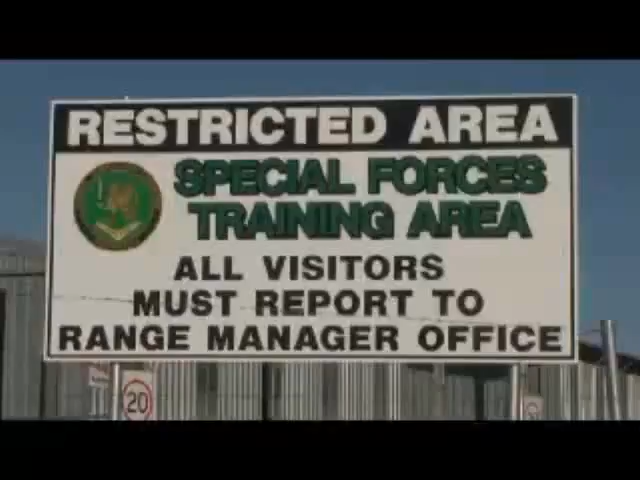 RESTRICTED AREA
SPECIAL FORCES
TRAINING AREA
ALL VISITORS
MUST REPORT TO
RANGE MANAGER OFFICE
20